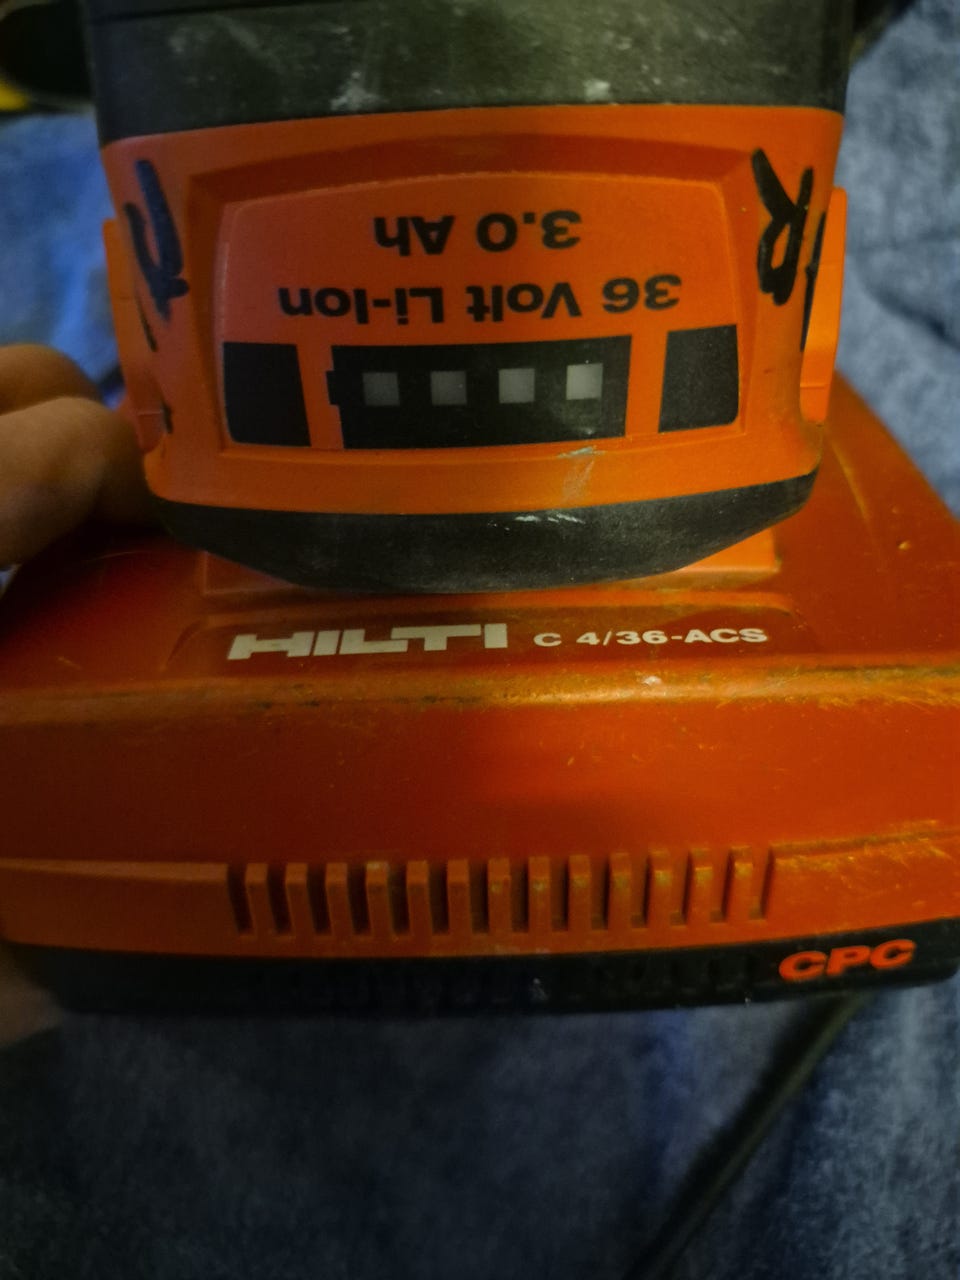 36 Volt Li-Ion
3.0 Ah
HILTI C 4/36-ACS
CPC